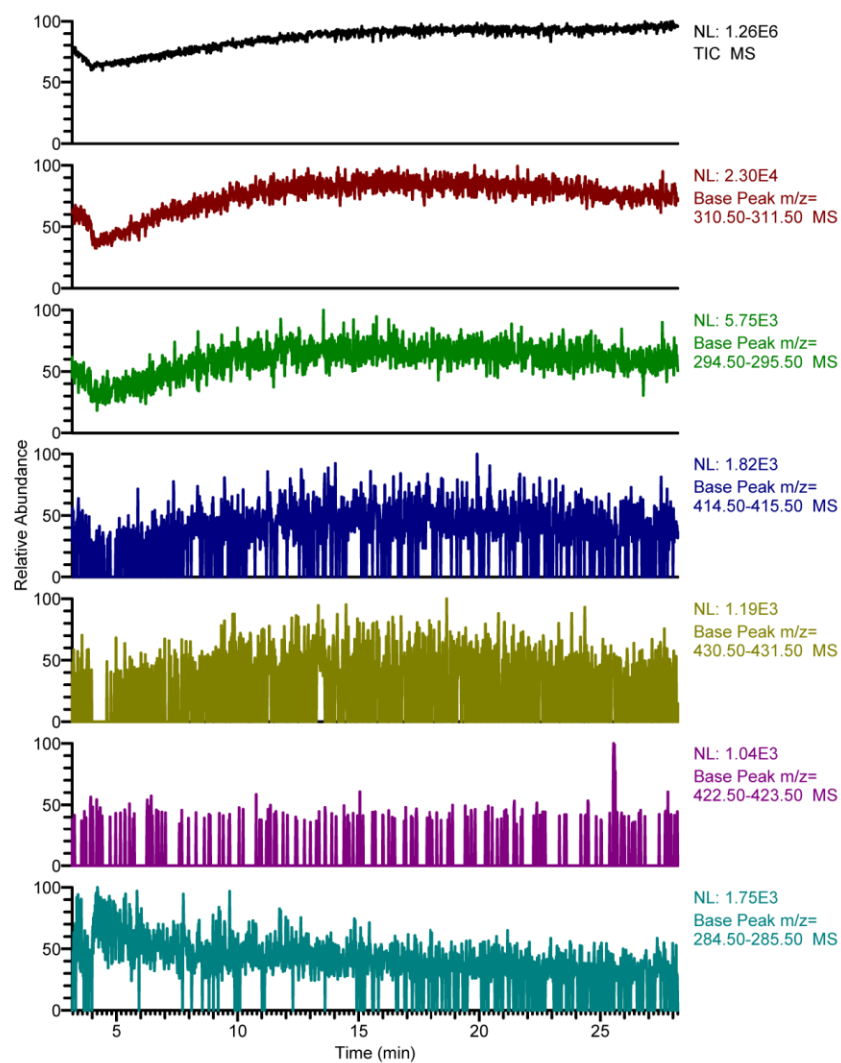 100
50
0
NL: 1.26E6
TIC MS
100
50
0
NL: 2.30E4
Base Peak m/z=
310.50-311.50 MS
100
50
0
NL: 5.75E3
Base Peak m/z=
294.50-295.50 MS
Relative Abundance
100
50
0
NL: 1.82E3
Base Peak m/z=
414.50-415.50 MS
100
50
0
NL: 1.19E3
Base Peak m/z=
430.50-431.50 MS
100
50
0
NL: 1.04E3
Base Peak m/z=
422.50-423.50 MS
100
50
0
NL: 1.75E3
Base Peak m/z=
284.50-285.50 MS
5 10 15 20 25
Time (min)